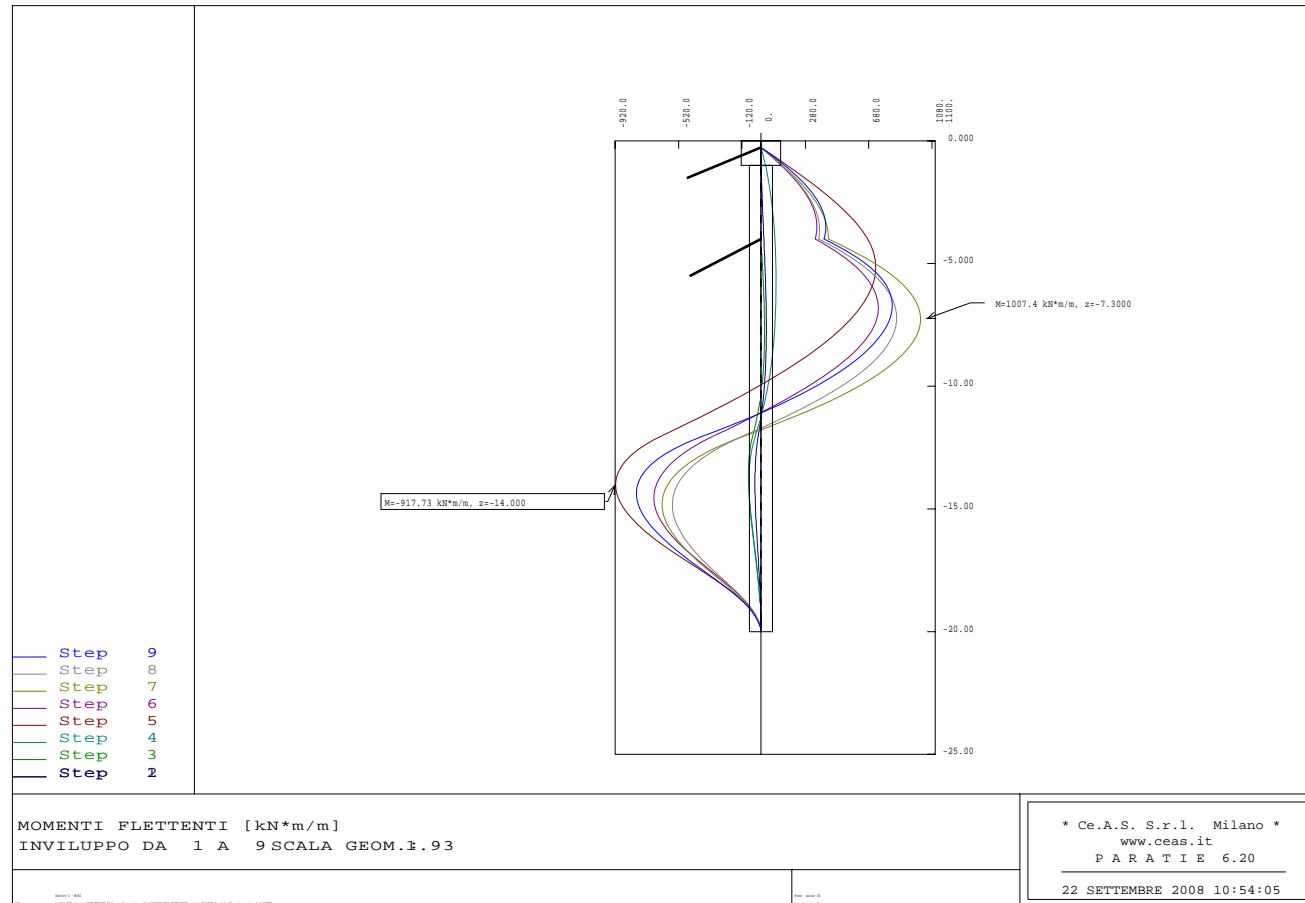 -920.0
-520.0
-120.0
0.
280.0
680.0
1080.
1100.
0.000
-5.000
M=1007.4 kN*m/m, z=-7.3000
-10.00
M=-917.73 kN*m/m, z=-14.000
-15.00
-20.00
-25.00
Step 9
Step 8
Step 7
Step 6
Step 5
Step 4
Step 3
Step
MOMENTI FLETTENTI [kN*m/m]
INVILUPPO DA 1 A 9 SCALA GEOM. .93
* Ce.A.S. S.r.l. Milano *
www.ceas.it
P A R A T I E 6.20
22 SETTEMBRE 2008 10:54:05